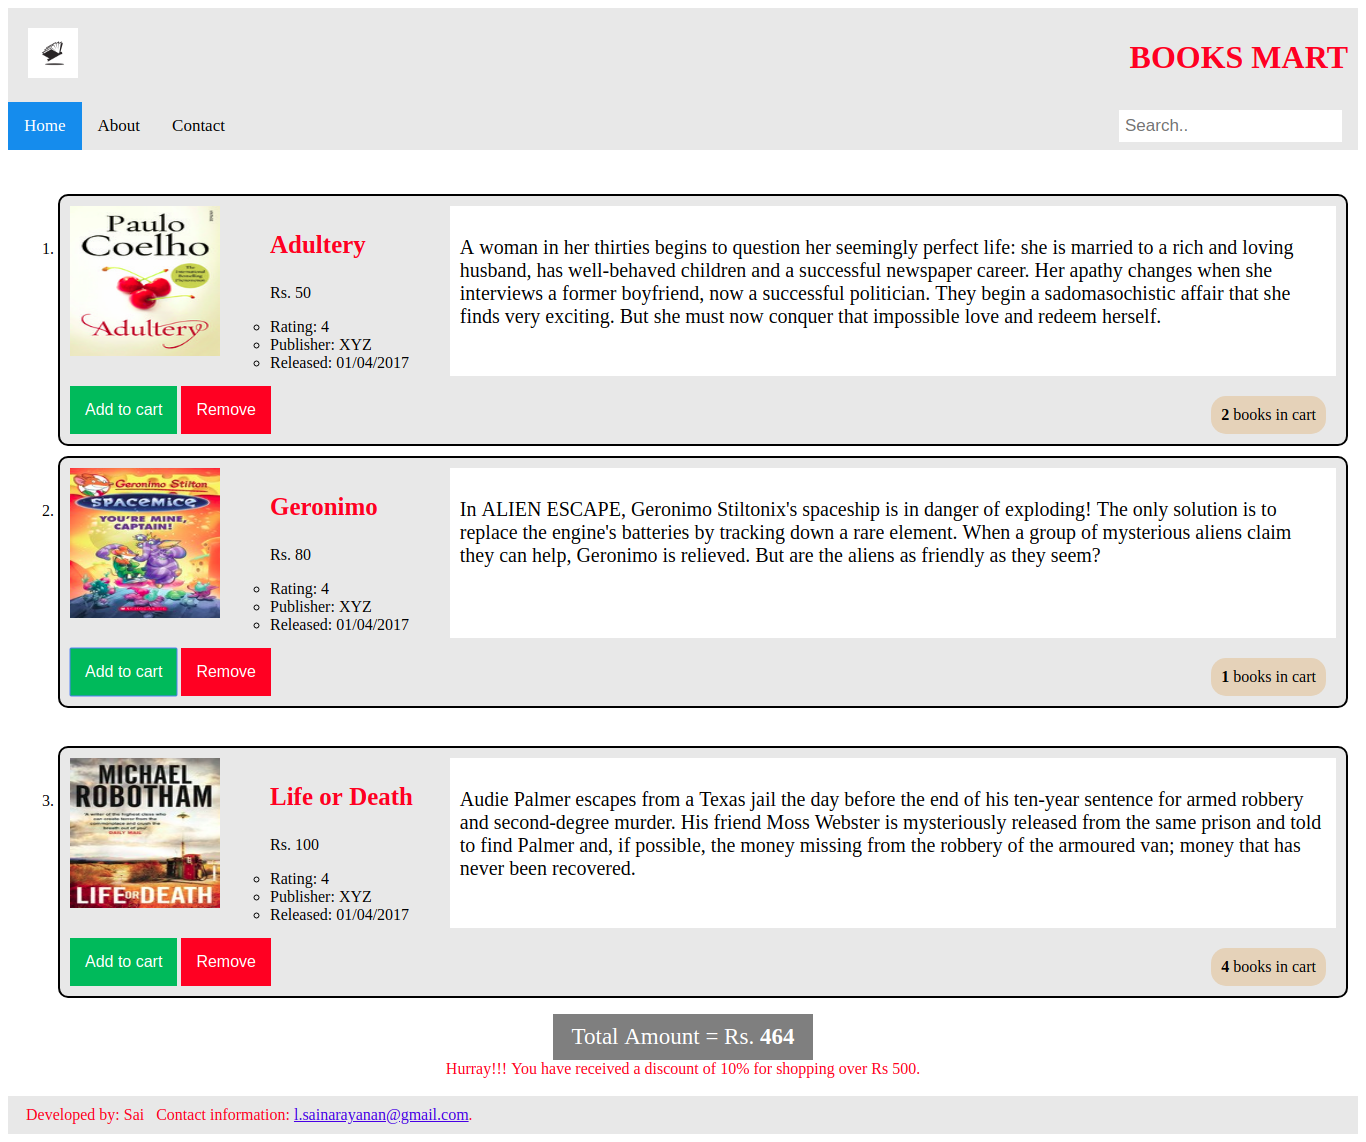 BOOKS MART
Home About Contact Search..
1.
Paulo
Coelho
Adultery
Adultery
Rs. 50
Rating: 4
Publisher: XYZ
Released: 01/04/2017
A woman in her thirties begins to question her seemingly perfect life: she is married to a rich and loving
husband, has well-behaved children and a successful newspaper career. Her apathy changes when she
interviews a former boyfriend, now a successful politician. They begin a sadomasochistic affair that she
finds very exciting. But she must now conquer that impossible love and redeem herself.
Add to cart Remove
2 books in cart
2.
Geronimo Stilton
SPACEMICE
YOU'RE MINE,
CAPTAIN!
Geronimo
Rs. 80
Rating: 4
Publisher: XYZ
Released: 01/04/2017
In ALIEN ESCAPE, Geronimo Stiltonix's spaceship is in danger of exploding! The only solution is to
replace the engine's batteries by tracking down a rare element. When a group of mysterious aliens claim
they can help, Geronimo is relieved. But are the aliens as friendly as they seem?
Add to cart Remove
1 books in cart
3.
MICHAEL
ROBOTHAM
DAILY MAIL
LIFE OR DEATH
Life or Death
Rs. 100
Rating: 4
Publisher: XYZ
Released: 01/04/2017
Audie Palmer escapes from a Texas jail the day before the end of his ten-year sentence for armed robbery
and second-degree murder. His friend Moss Webster is mysteriously released from the same prison and told
to find Palmer and, if possible, the money missing from the robbery of the armoured van; money that has
never been recovered.
Add to cart Remove
4 books in cart
Total Amount = Rs. 464
Hurray!!! You have received a discount of 10% for shopping over Rs 500.
Developed by: Sai Contact information: l.sainarayanan@gmail.com.